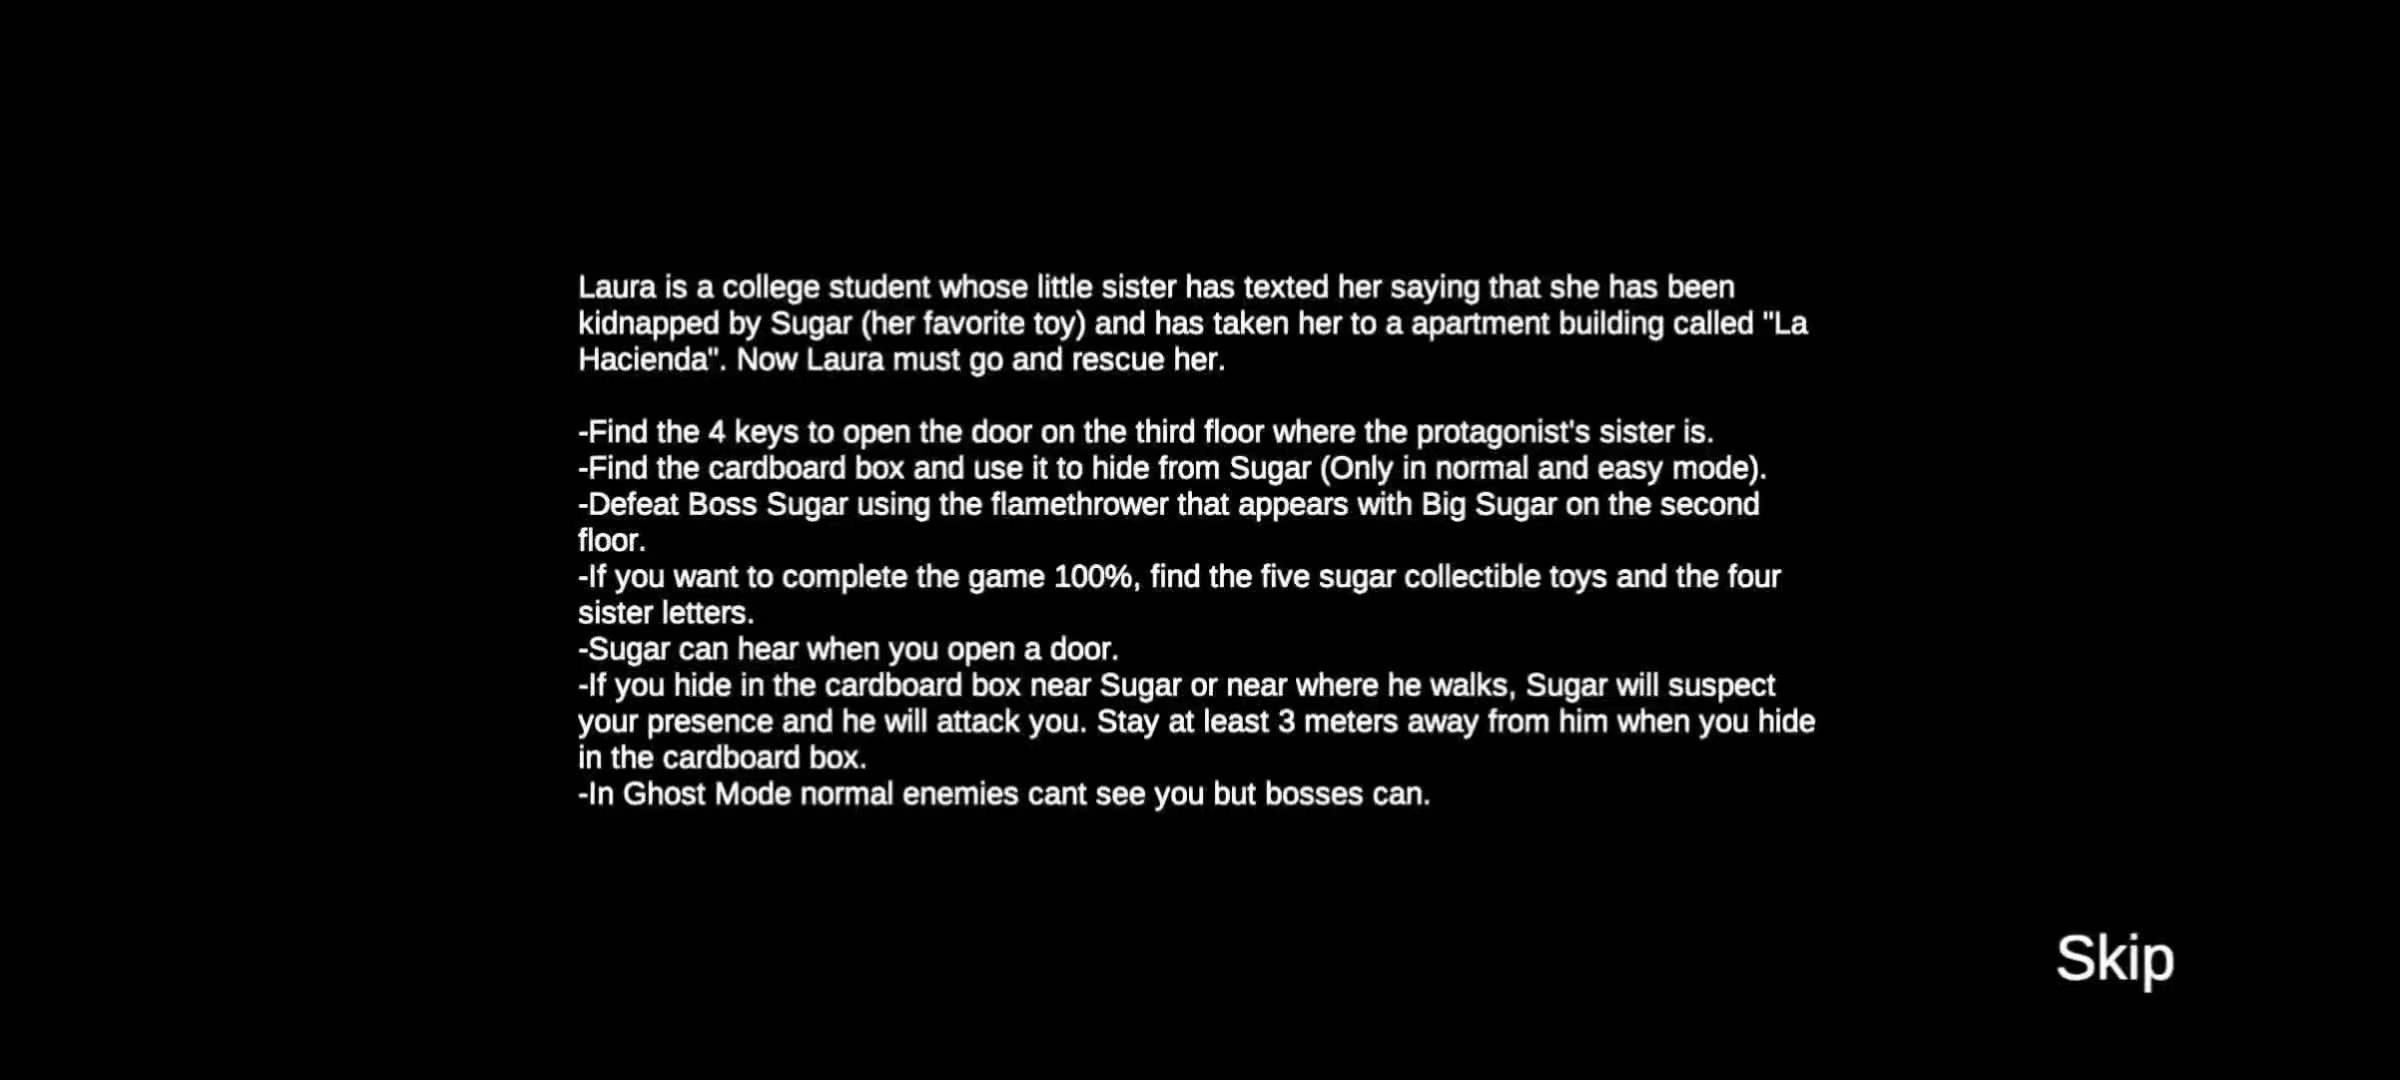 Laura is a college student whose little sister has texted her saying that she has been
kidnapped by Sugar (her favorite toy) and has taken her to a apartment building called "La
Hacienda". Now Laura must go and rescue her.
-Find the 4 keys to open the door on the third floor where the protagonist's sister is.
-Find the cardboard box and use it to hide from Sugar (Only in normal and easy mode).
-Defeat Boss Sugar using the flamethrower that appears with Big Sugar on the second
floor.
-If you want to complete the game 100%, find the five sugar collectible toys and the four
sister letters.
-Sugar can hear when you open a door.
-If you hide in the cardboard box near Sugar or near where he walks, Sugar will suspect
your presence and he will attack you. Stay at least 3 meters away from him when you hide
in the cardboard box.
-In Ghost Mode normal enemies cant see you but bosses can.
Skip